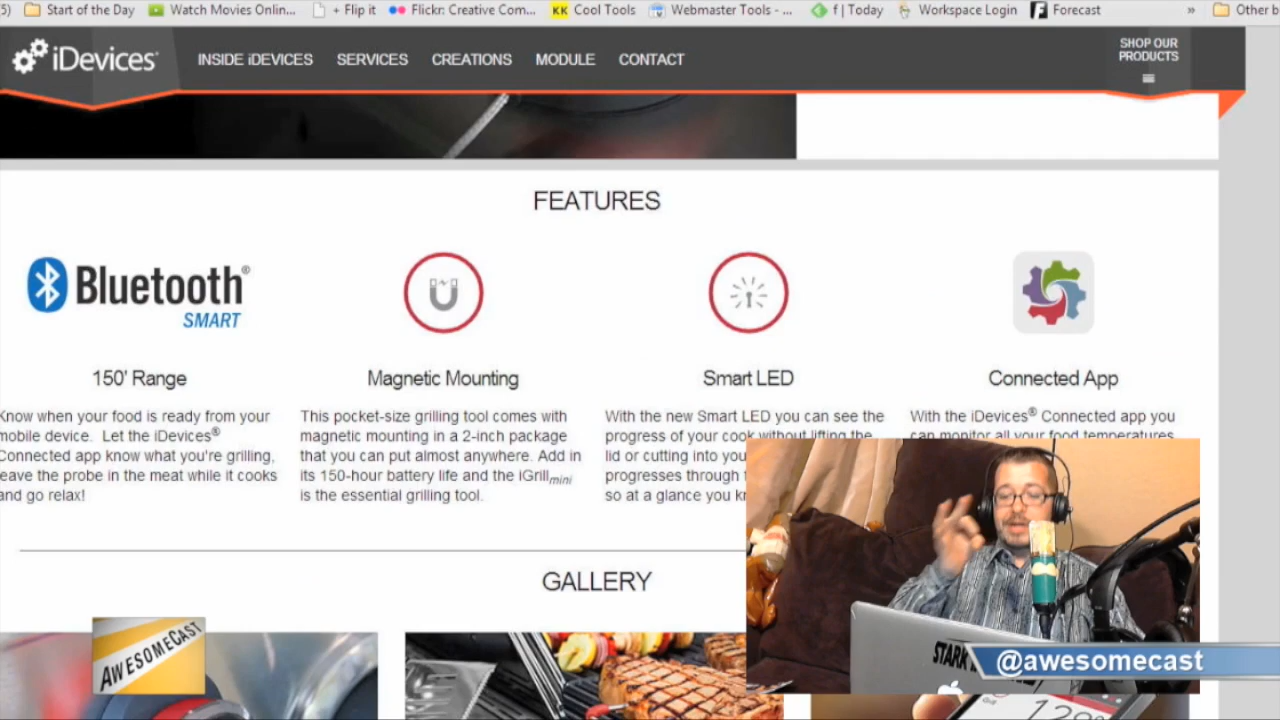 5) Start of the Day Watch Movies Onlin... + Flip it Flickr: Creative Com... KK Cool Tools Webmaster Tools - ... f | Today Workspace Login Forecast » Other b
iDevices
INSIDE iDEVICES SERVICES CREATIONS MODULE CONTACT
SHOP OUR
PRODUCTS
FEATURES
Bluetooth®
SMART
150' Range
Know when your food is ready from your
mobile device. Let the iDevices®
Connected app know what you're grilling,
leave the probe in the meat while it cooks
and go relax!
Magnetic Mounting
This pocket-size grilling tool comes with
magnetic mounting in a 2-inch package
that you can put almost anywhere. Add in
its 150-hour battery life and the iGrillmini
is the essential grilling tool.
Smart LED
With the new Smart LED you can see the
progress of your cook without lifting the
lid or cutting into you
progresses through
so at a glance you
Connected App
With the iDevices® Connected app you
can monitor all your food temperatures
GALLERY
AWESOMECAST
STARK
@awesomecast